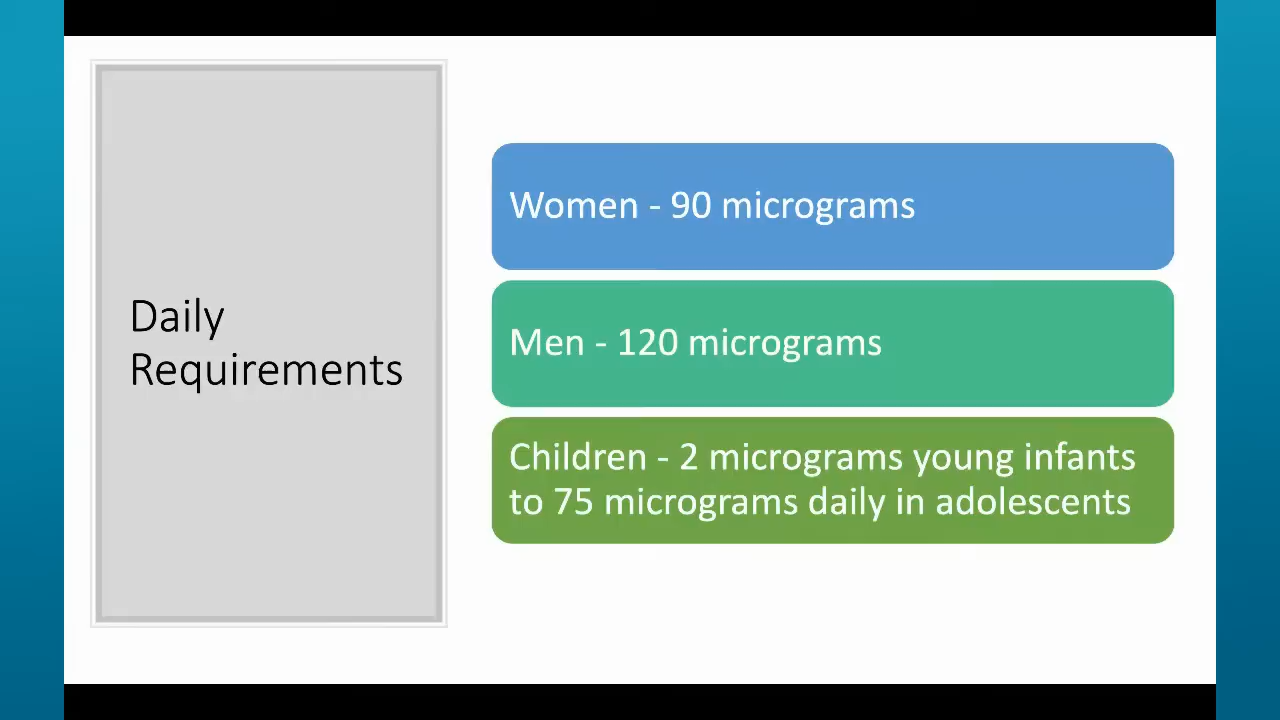 Daily
Requirements
Women - 90 micrograms
Men - 120 micrograms
Children - 2 micrograms young infants
to 75 micrograms daily in adolescents